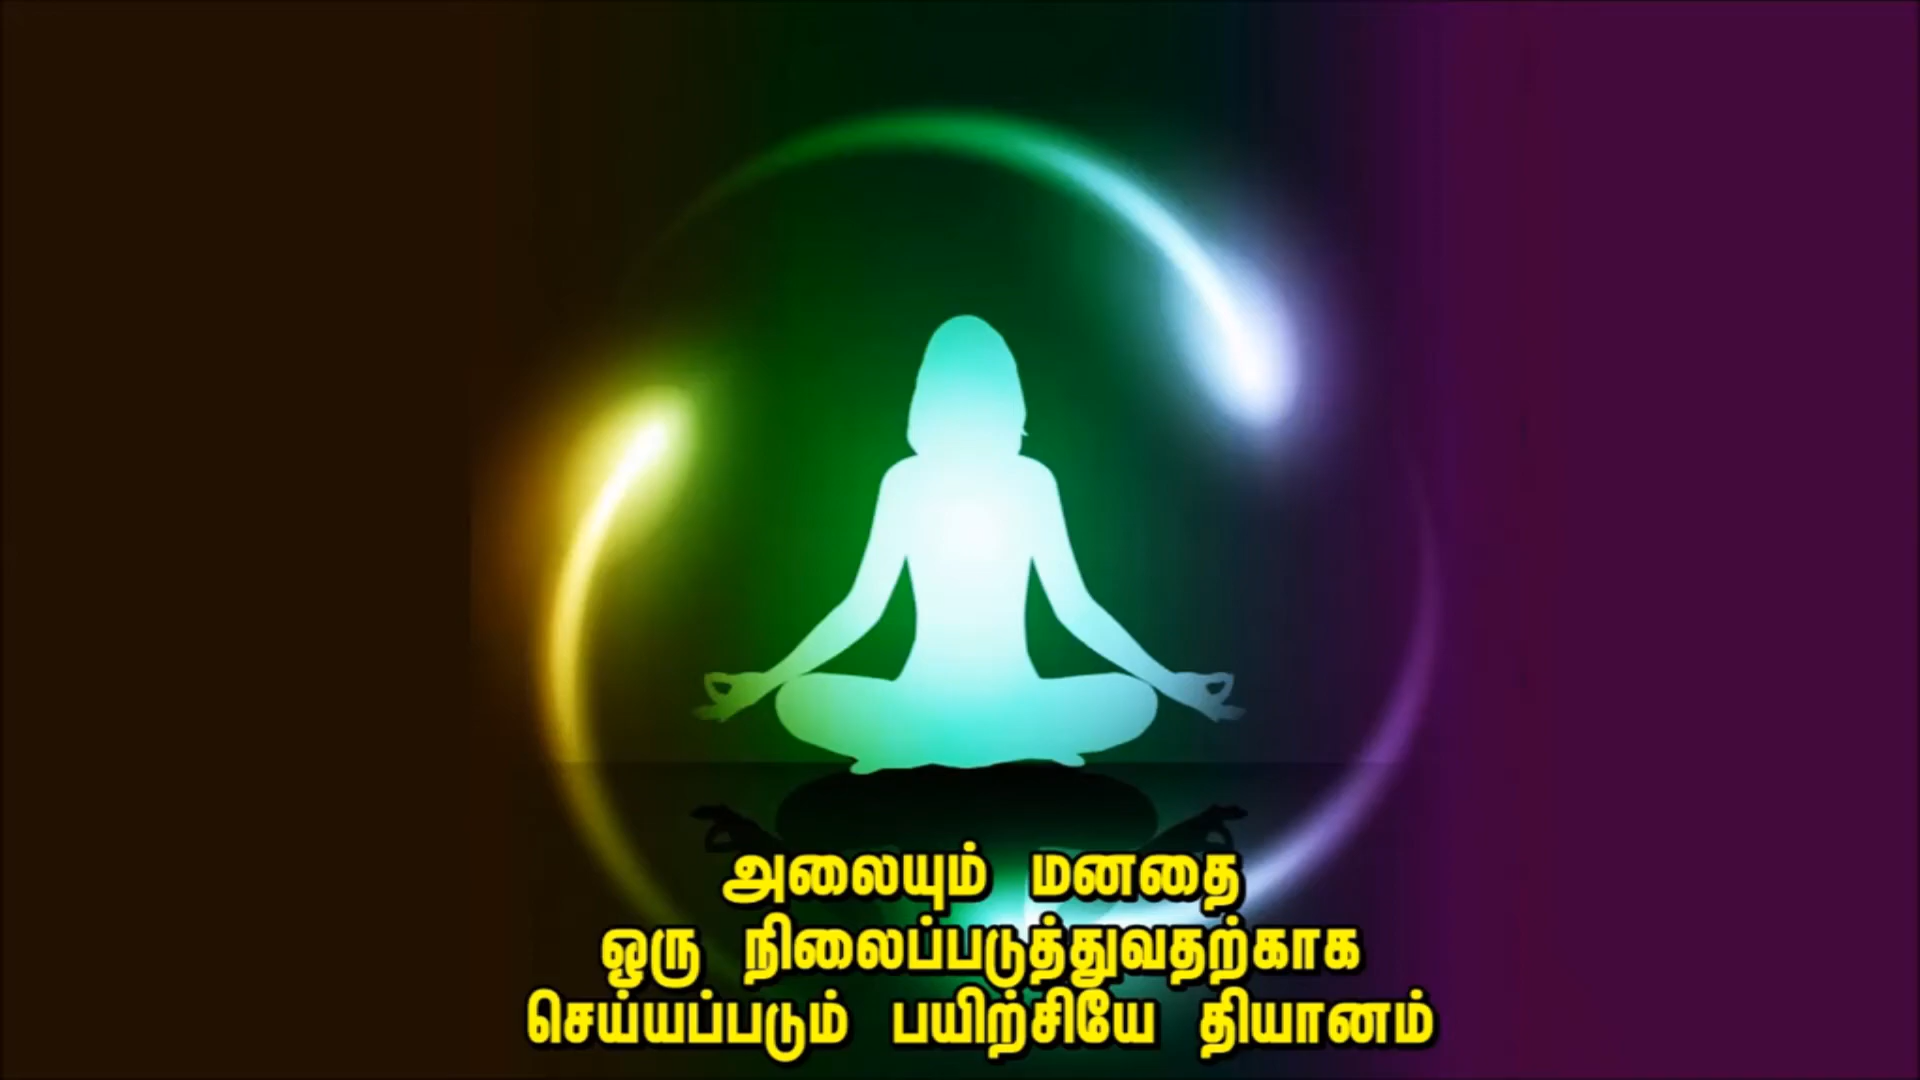 அலையும் மனதை
ஒரு நிலைப்படுத்துவதற்காக
செய்யப்படும் பயிற்சியே தியானம்